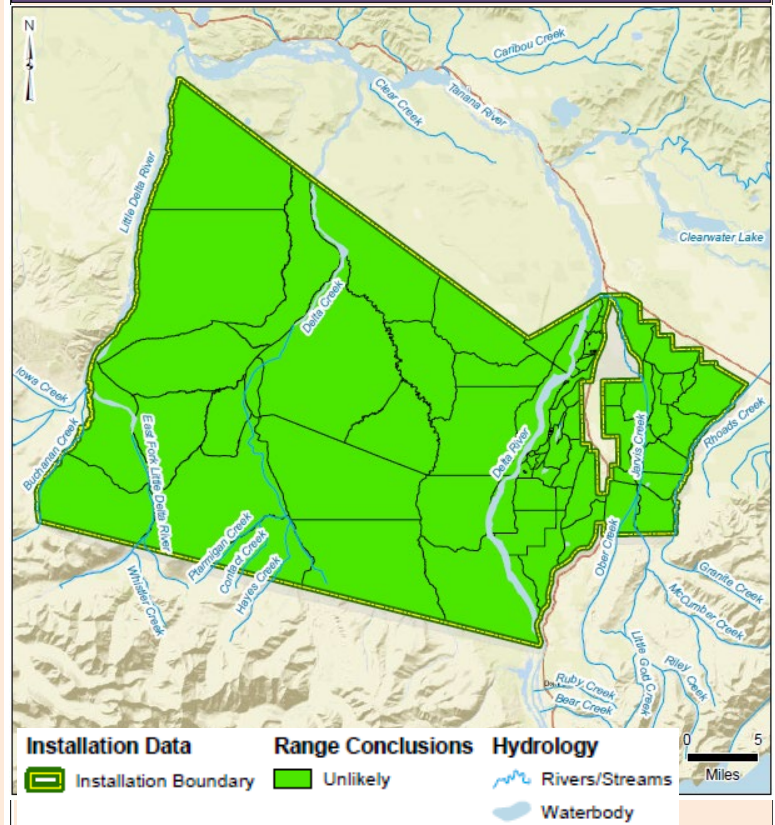 N
Caribou Creek
Clear Creek
Tanana River
Little Delta River
Clearwater Lake
Delta Creek
Iowa Creek
Buchanan Creek
East Fork Little Delta River
Delta River
Jarvis Creek
Rhoads Creek
Ptarmigan Creek
Contact Creek
Hayes Creek
Whistler Creek
Ober Creek
Granite Creek
McCumber Creek
Little Gold Creek
Riley Creek
Ruby Creek
Bear Creek
0 5
Miles
Installation Data
Installation Boundary
Range Conclusions
Unlikely
Hydrology
Rivers/Streams
Waterbody